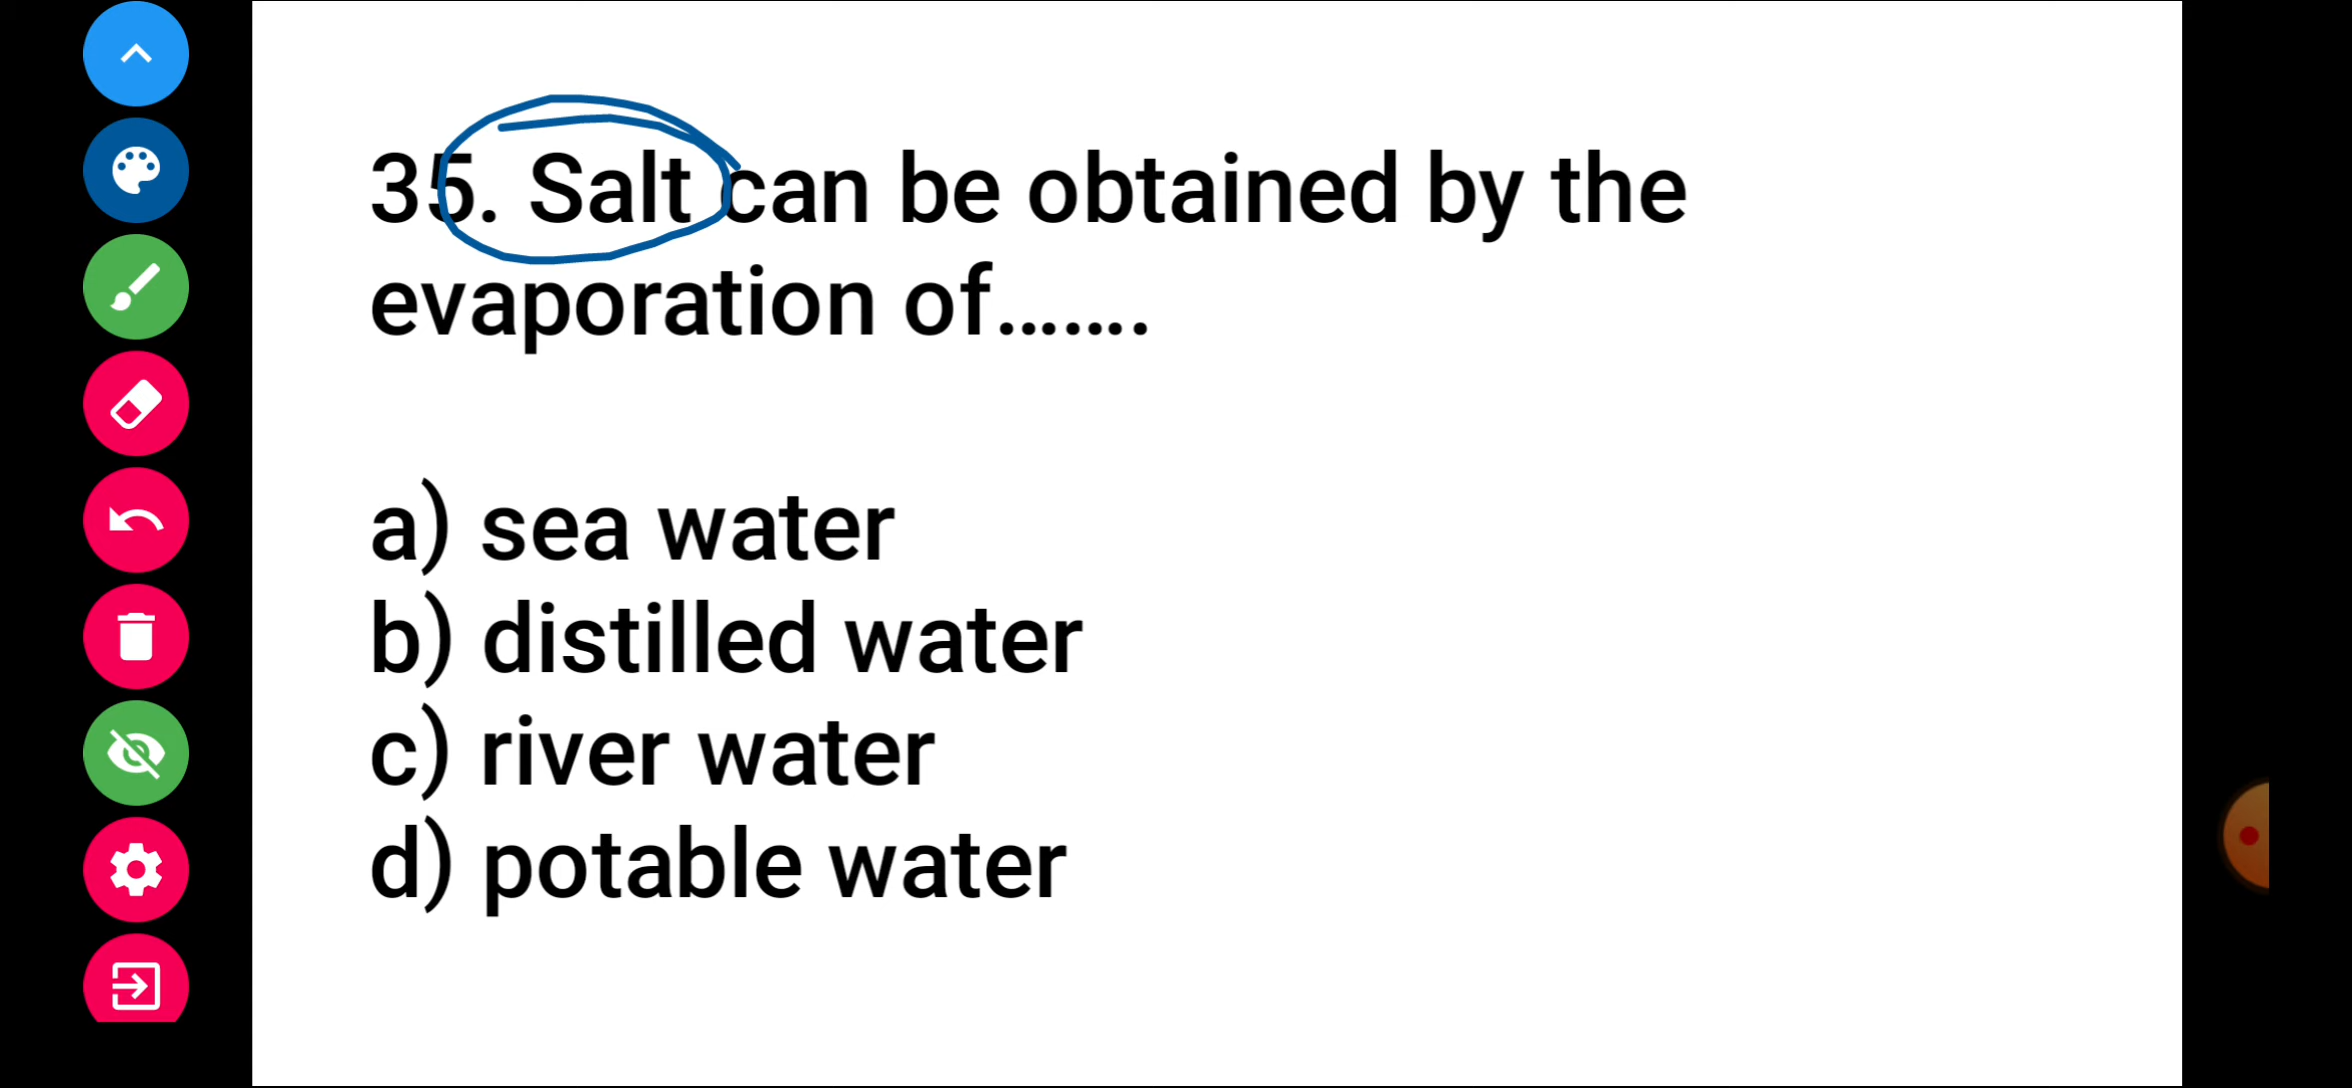 35. Salt can be obtained by the
evaporation of.......
a) sea water
b) distilled water
c) river water
d) potable water